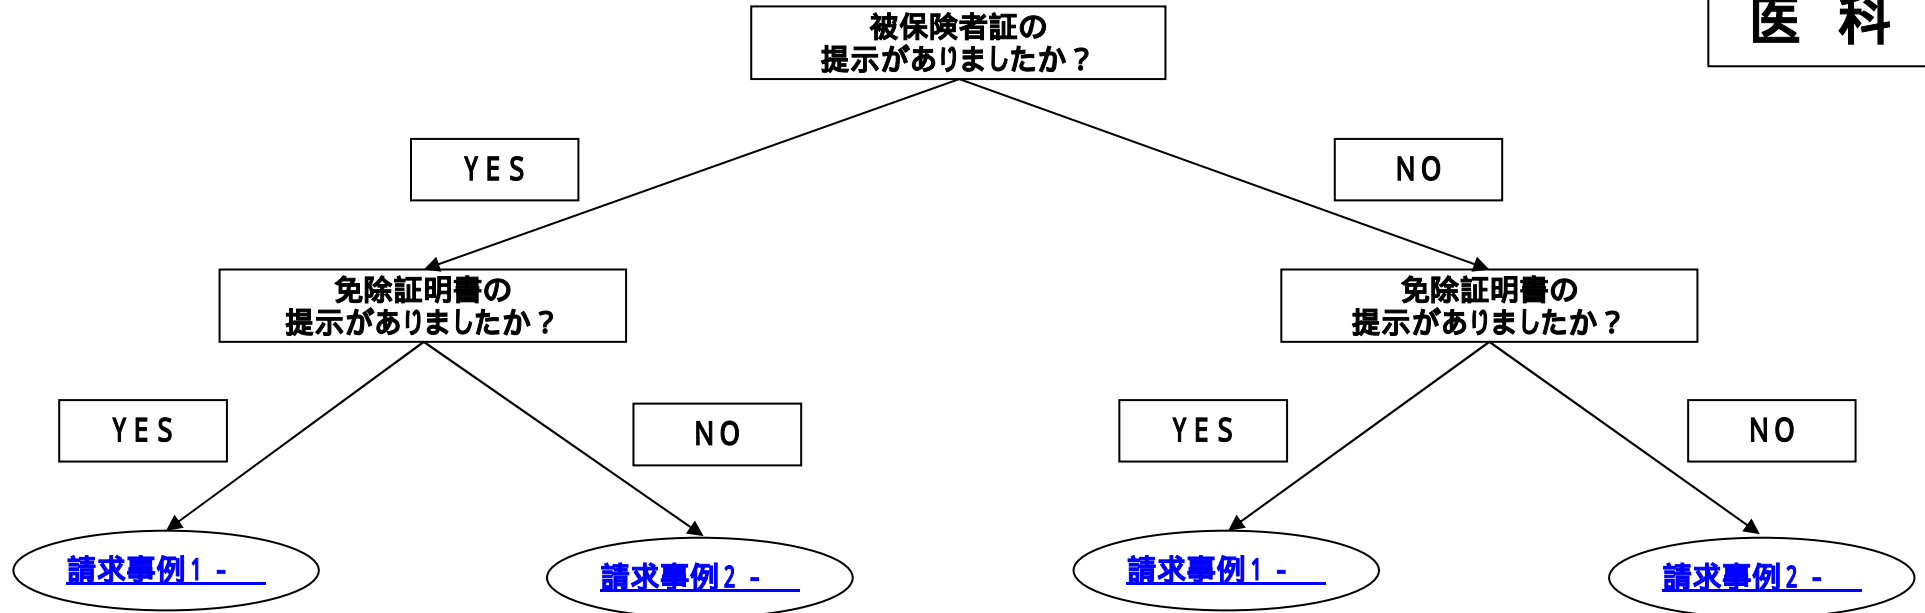 医 科
被保険者証の
提示がありましたか？
YES
NO
免除証明書の
提示がありましたか？
免除証明書の
提示がありましたか？
YES
NO
YES
NO
請求事例1-
請求事例2-
請求事例1-
請求事例2-